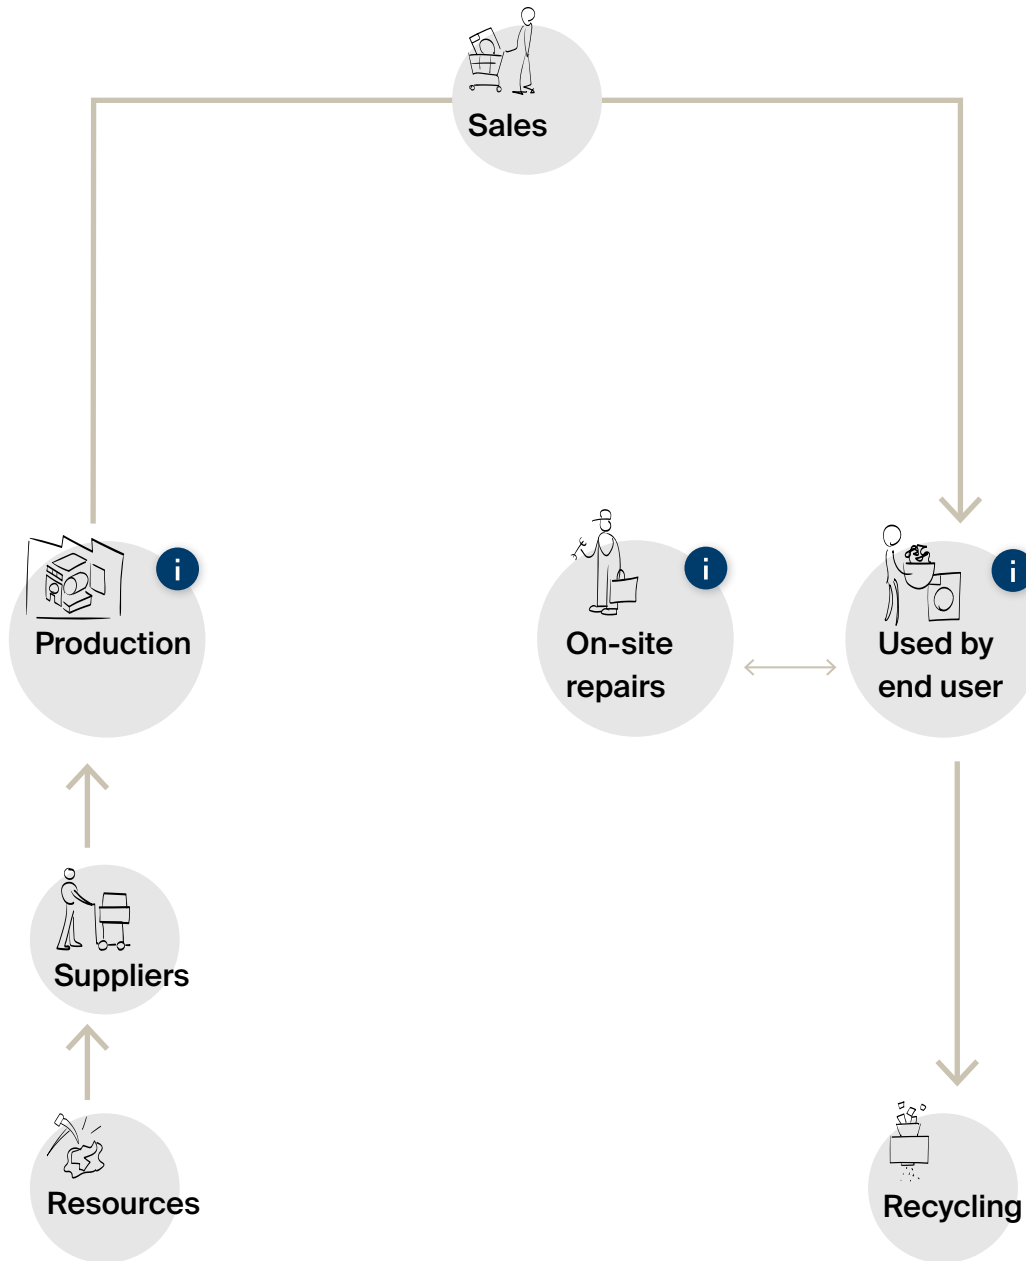 Sales
i
Production
i
On-site
repairs
i
Used by
end user
Suppliers
Resources
Recycling